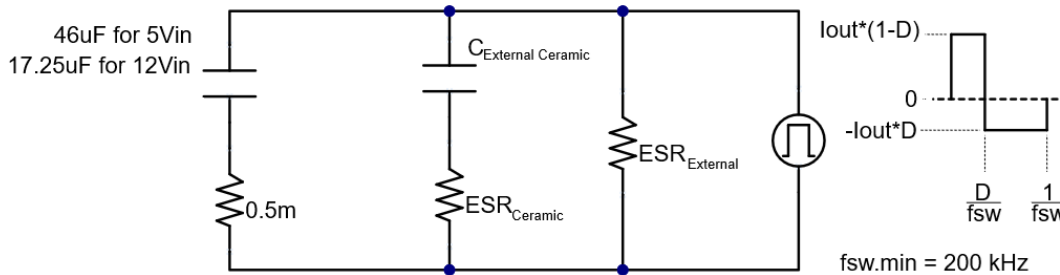 46uF for 5Vin
17.25uF for 12Vin
0.5m
CExternal Ceramic
ESRCeramic
ESRExternal
Iout*(1-D)
0
-Iout*D
D
fsw
1
fsw
fsw.min = 200 kHz